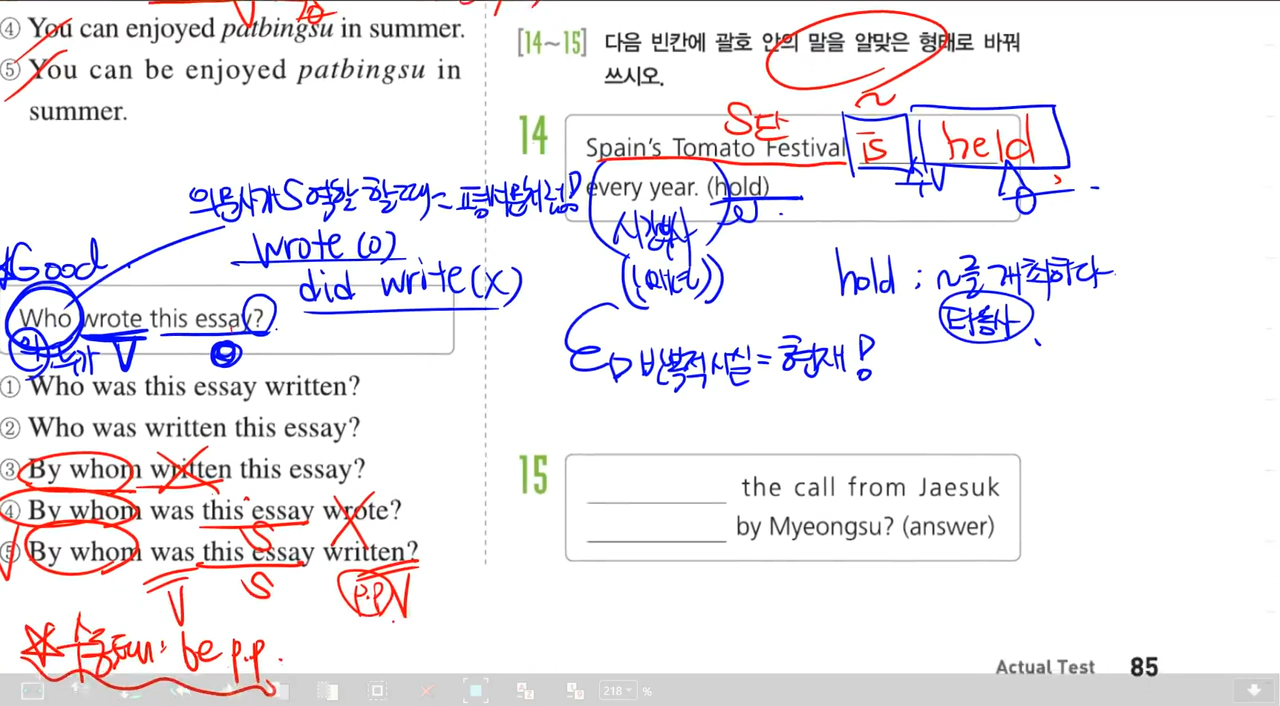 ④ You can enjoyed patbingsu in summer.
⑤ You can be enjoyed patbingsu in
summer.
의문사가 S역할 할 때 = 평서문처럼!
wrote (O)
did write (X)
Good
Who wrote this essay?
V
① Who was this essay written?
② Who was written this essay?
③ By whom written this essay?
④ By whom was this essay wrote?
S
⑤ By whom was this essay written?
V
S
p.p
V
수동태: be p.p.
[14~15] 다음 빈칸에 괄호 안의 말을 알맞은 형태로 바꿔
쓰시오.
14
S단
~
Spain's Tomato Festival is held
every year. (hold)
수V
시간부사
((매년))
hold ; ~를 개최하다
타동사
반복적 사실 = 현재!
15
the call from Jaesuk
by Myeongsu? (answer)
Actual Test 85
218 %